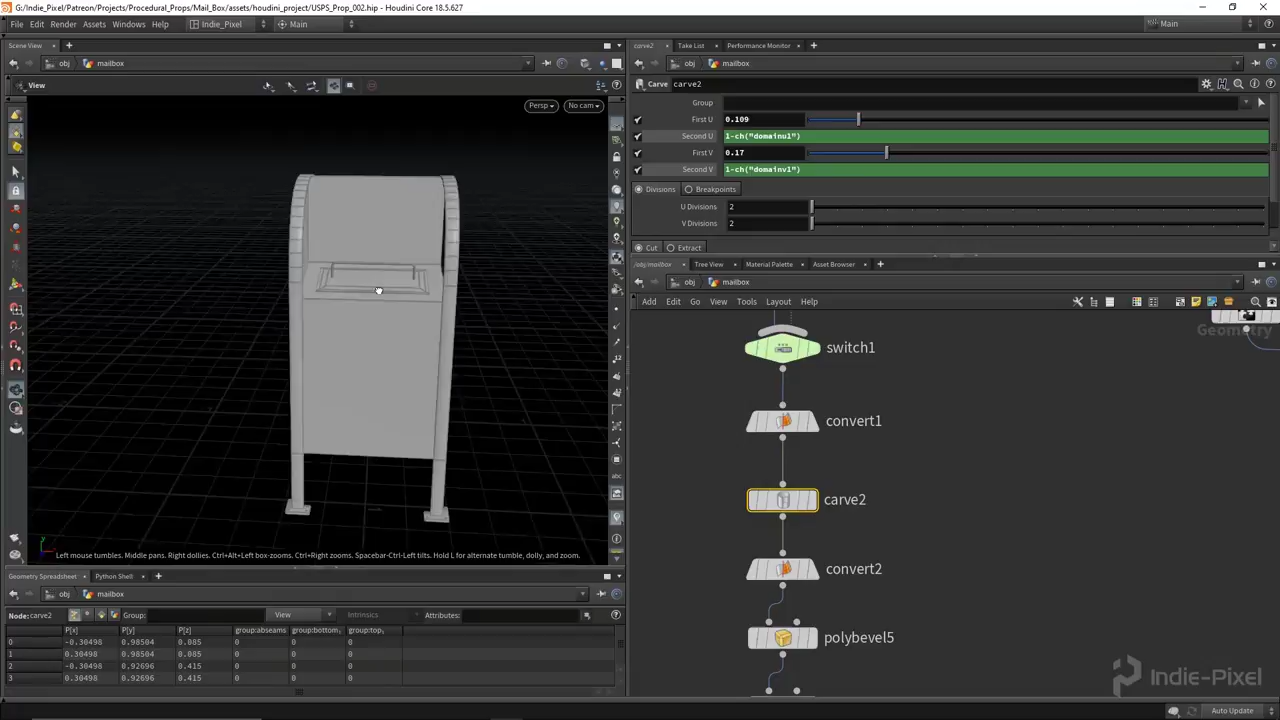 G:/Indie_Pixel/Patreon/Projects/Procedural_Props/Mail_Box/assets/houdini_project/USPS_Prop_002.hip - Houdini Core 18.5.627
File Edit Render Assets Windows Help Indie_Pixel Main Main
Scene View
obj mailbox
View
Persp No cam
Left mouse tumbles. Middle pans. Right dollies. Ctrl+Alt+Left box-zooms. Ctrl+Right zooms. Spacebar-Ctrl-Left tilts. Hold L for alternate tumble, dolly, and zoom.
carve2 Take List Performance Monitor
obj mailbox
Carve carve2
Group
First U 0.109
Second U 1-ch("domainu1")
First V 0.17
Second V 1-ch("domainv1")
Divisions Breakpoints
U Divisions 2
V Divisions 2
Cut Extract
/obj/mailbox Tree View Material Palette Asset Browser
obj mailbox
Add Edit Go View Tools Layout Help
Geometry
switch1
convert1
carve2
convert2
polybevel5
Geometry Spreadsheet Python Shell
obj mailbox
Node: carve2 Group: View Intrinsics Attributes:
P[x] P[y] P[z] group:abseams group:bottom group:top
0 -0.30498 0.98504 0.085 0 0 0
1 0.30498 0.98504 0.085 0 0 0
2 -0.30498 0.92696 0.415 0 0 0
3 0.30498 0.92696 0.415 0 0 0
Indie-Pixel
Auto Update